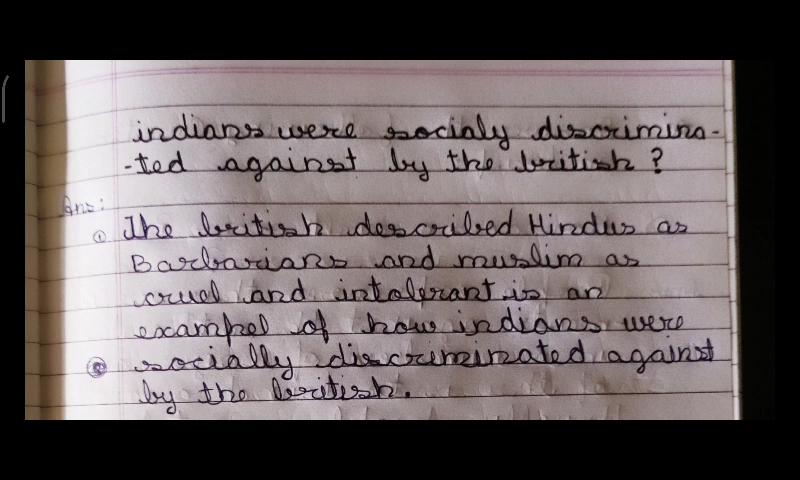 indians were socialy discrimina-
-ted against by the british ?
Ans:
① The british described Hindus as
Barbarians and muslim as
cruel and intolerant is an
exampel of how indians were
socially discriminated against
by the british.